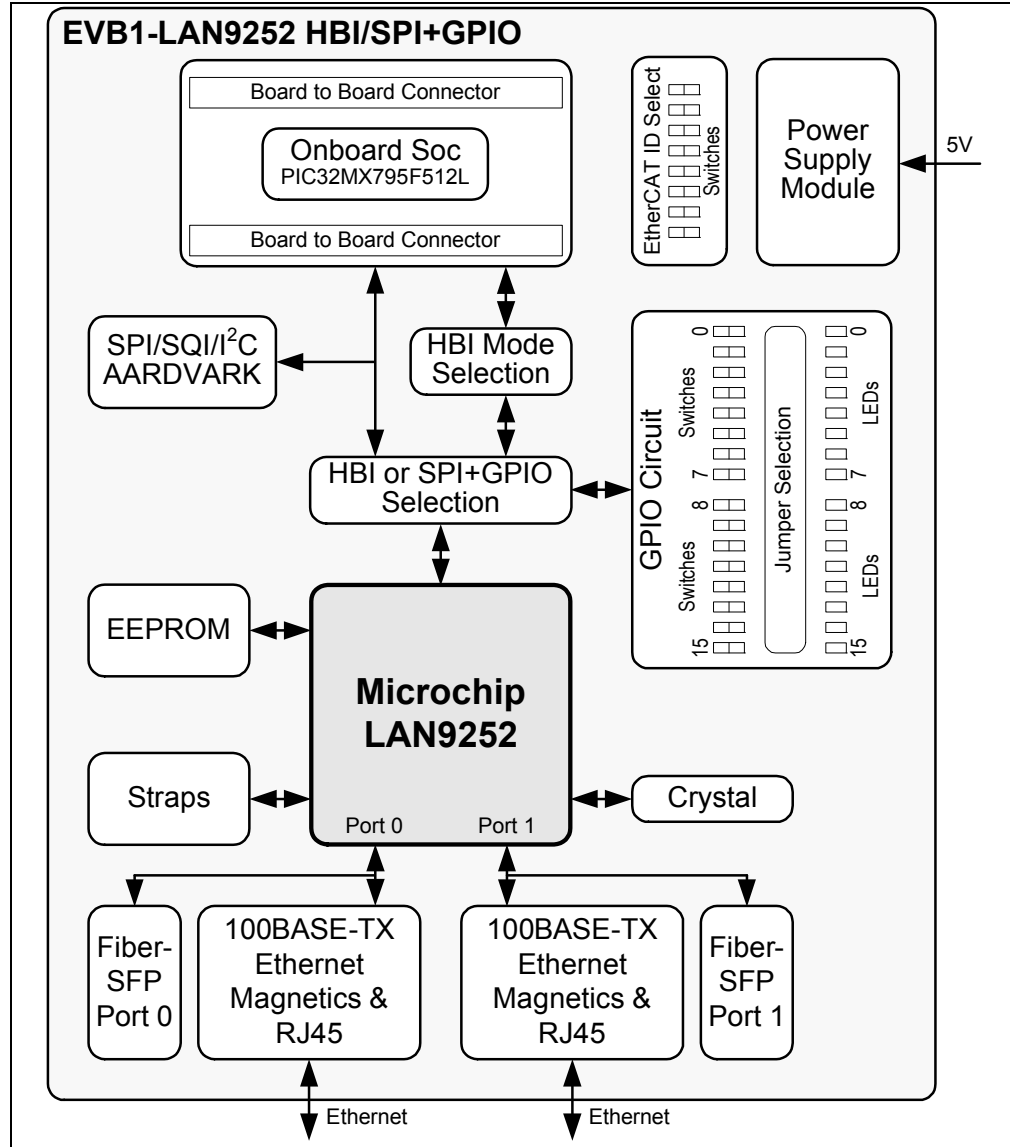 EVB1-LAN9252 HBI/SPI+GPIO
Board to Board Connector
Onboard Soc
PIC32MX795F512L
Board to Board Connector
EtherCAT ID Select
Switches
Power
Supply
Module
5V
SPI/SQI/I²C
AARDVARK
HBI Mode
Selection
HBI or SPI+GPIO
Selection
GPIO Circuit
0
Switches
7
8
Switches
15
Jumper Selection
0
LEDs
7
8
LEDs
15
EEPROM
Microchip
LAN9252
Straps
Crystal
Port 0
Port 1
Fiber-
SFP
Port 0
100BASE-TX
Ethernet
Magnetics &
RJ45
100BASE-TX
Ethernet
Magnetics &
RJ45
Fiber-
SFP
Port 1
Ethernet
Ethernet